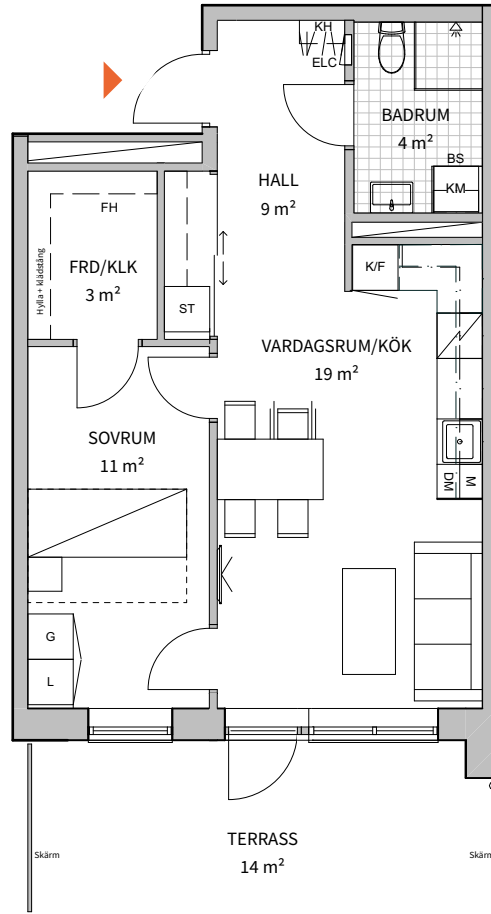 KH
ELC
BADRUM
4 m²
BS
KM
HALL
9 m²
FH
Hylla + klädstång
FRD/KLK
3 m²
ST
K/F
VARDAGSRUM/KÖK
19 m²
SOVRUM
11 m²
DM
M
G
L
TERRASS
14 m²
Skärm
Skärm